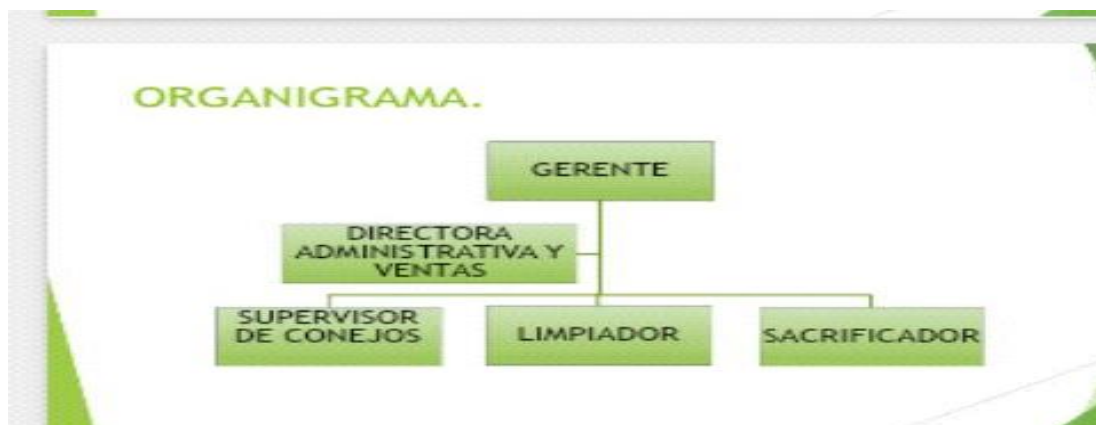 ORGANIGRAMA.
GERENTE
DIRECTORA
ADMINISTRATIVA Y
VENTAS
SUPERVISOR
DE CONEJOS
LIMPIADOR
SACRIFICADOR